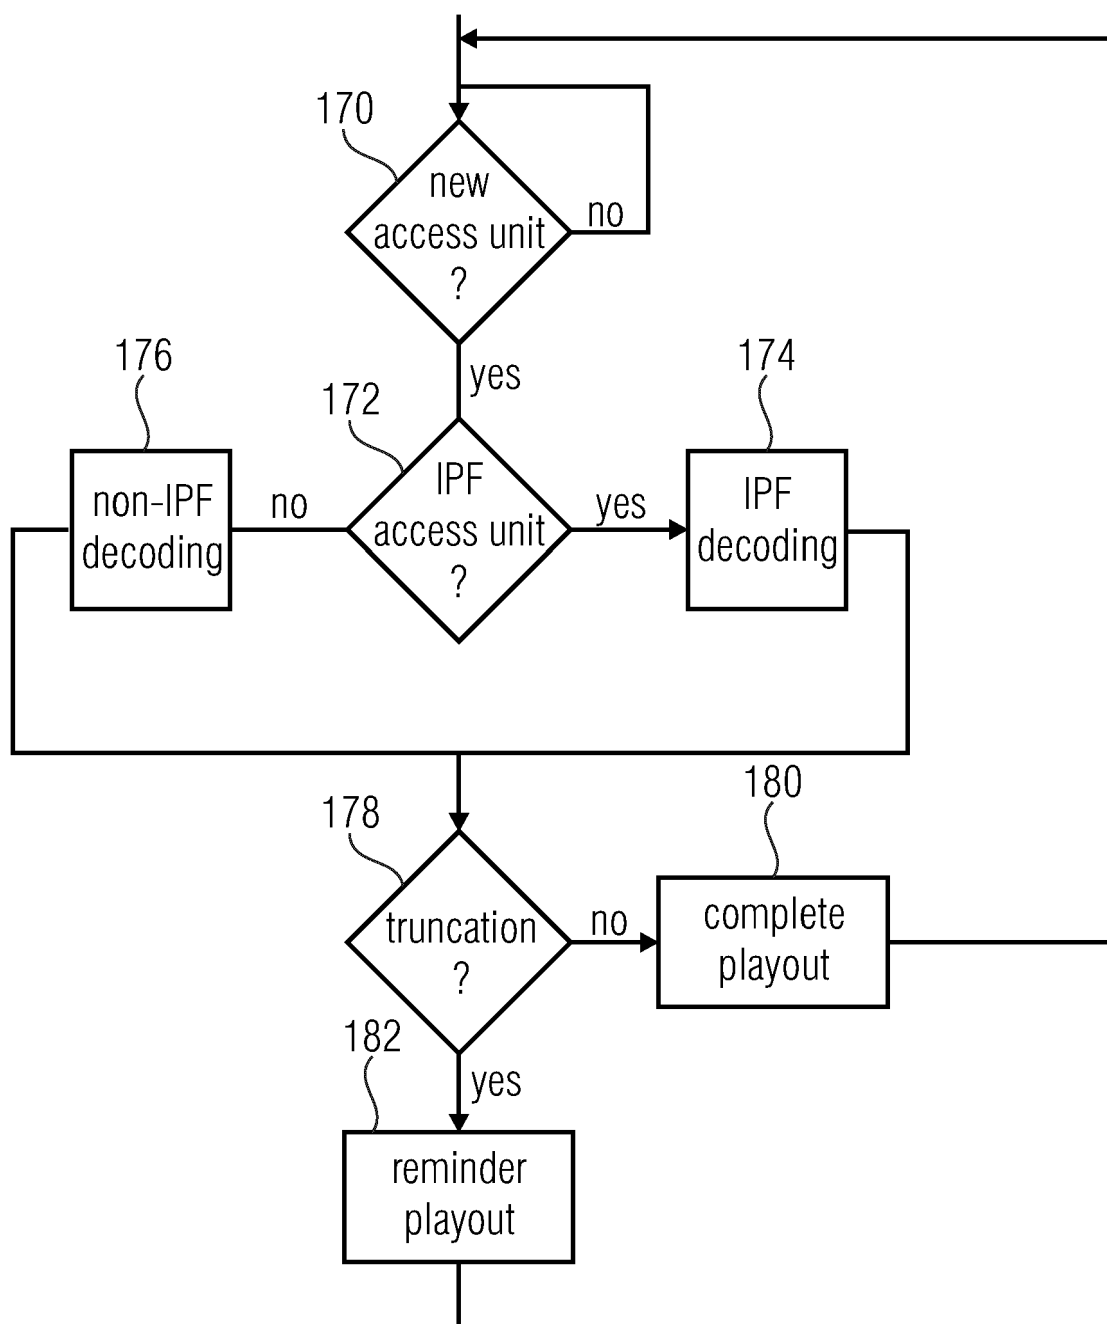 170
new
access unit
?
no
yes
176
172
174
non-IPF
decoding
no
IPF
access unit
?
yes
IPF
decoding
178
180
truncation
?
no
complete
playout
182
yes
reminder
playout